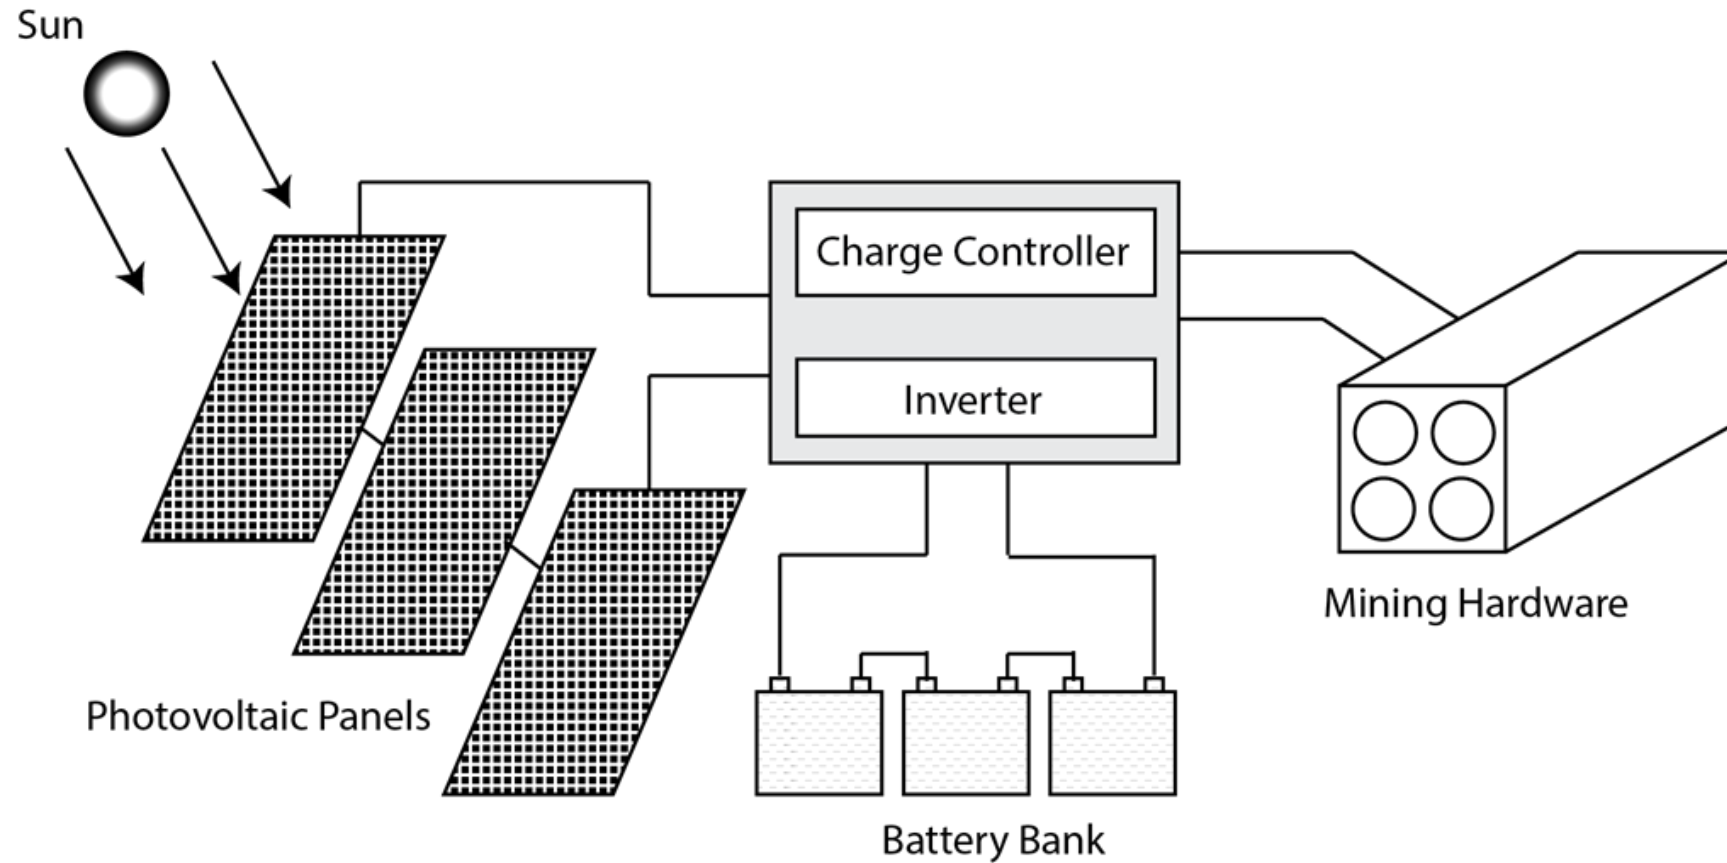 Sun
Charge Controller
Inverter
Mining Hardware
Photovoltaic Panels
Battery Bank